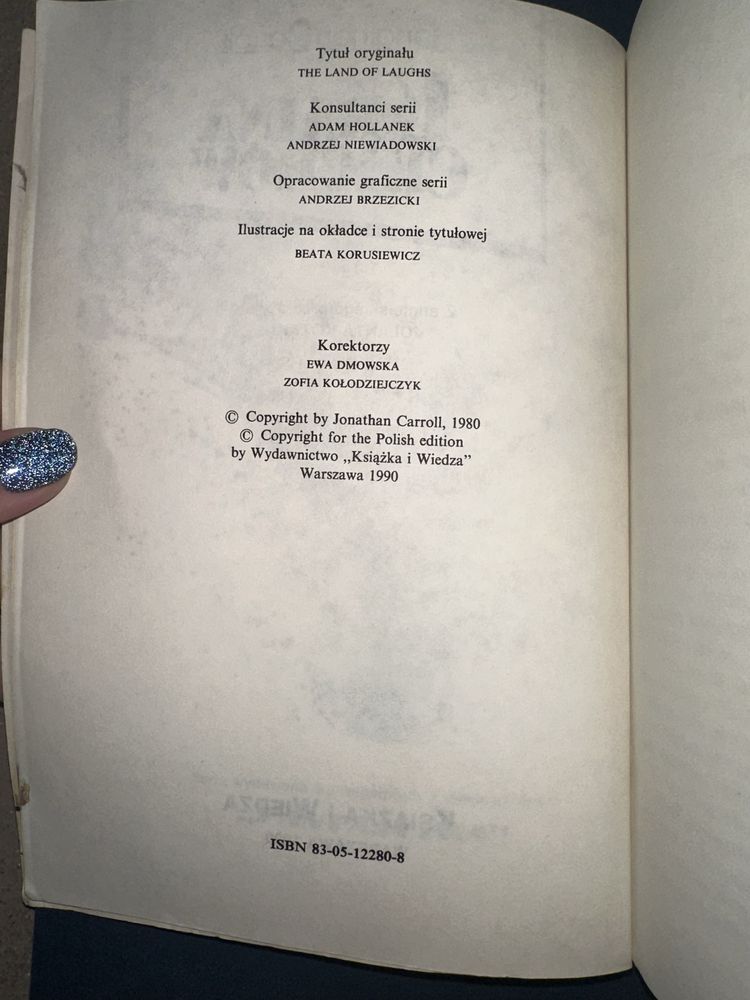 Tytuł oryginału
THE LAND OF LAUGHS
Konsultanci serii
ADAM HOLLANEK
ANDRZEJ NIEWIADOWSKI
Opracowanie graficzne serii
ANDRZEJ BRZEZICKI
Ilustracje na okładce i stronie tytułowej
BEATA KORUSIEWICZ
Korektorzy
EWA DMOWSKA
ZOFIA KOŁODZIEJCZYK
© Copyright by Jonathan Carroll, 1980
© Copyright for the Polish edition
by Wydawnictwo „Książka i Wiedza”
Warszawa 1990
KSIĄŻKA I WIEDZA
ISBN 83-05-12280-8